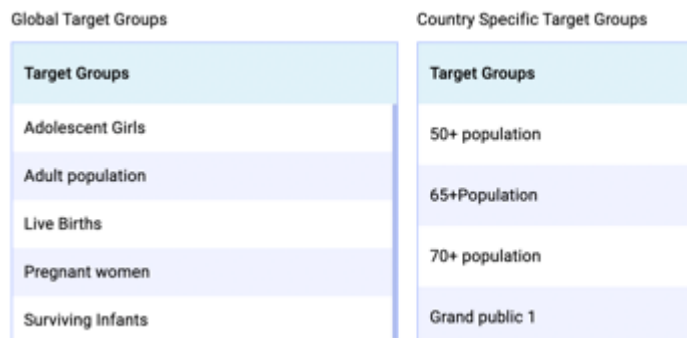 Global Target Groups
Target Groups
Adolescent Girls
Adult population
Live Births
Pregnant women
Surviving Infants
Country Specific Target Groups
Target Groups
50+ population
65+Population
70+ population
Grand public 1